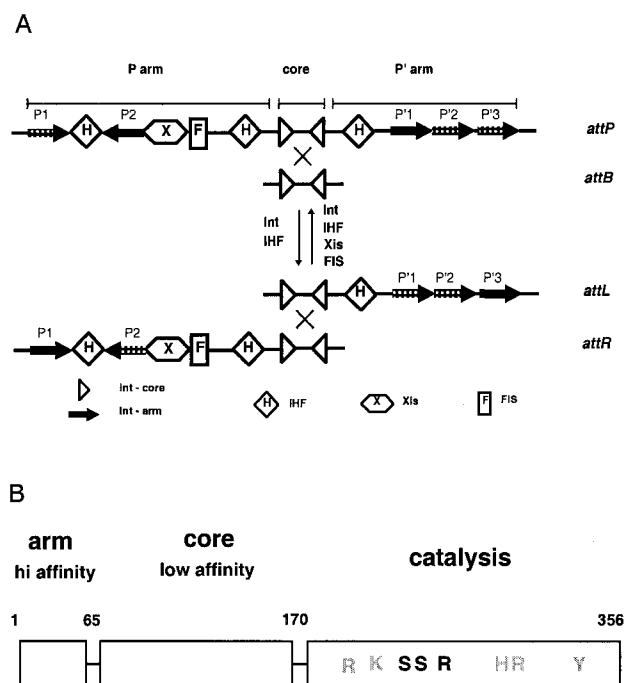 A
P arm core P' arm
P1 H P2 X F H H P'1 P'2 P'3 attP
attB
Int Int
IHF IHF
Xis
FIS
H P'1 P'2 P'3 attL
P1 H P2 X F H attR
Int - core
Int - arm H IHF X Xis F FIS
B
arm core catalysis
hi affinity low affinity
1 65 170 356
R K S S R H R Y